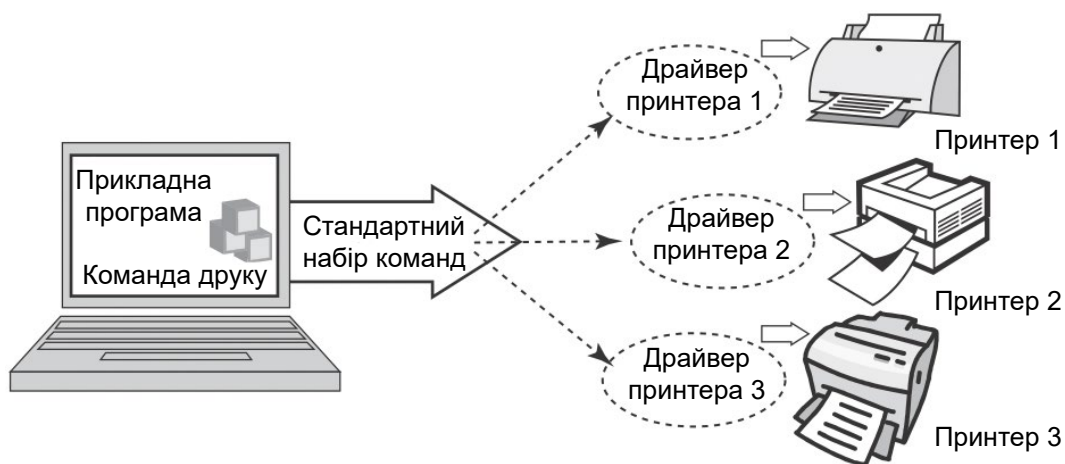 Прикладна
програма
Команда друку
Стандартний
набір команд
Драйвер
принтера 1
Принтер 1
Драйвер
принтера 2
Принтер 2
Драйвер
принтера 3
Принтер 3